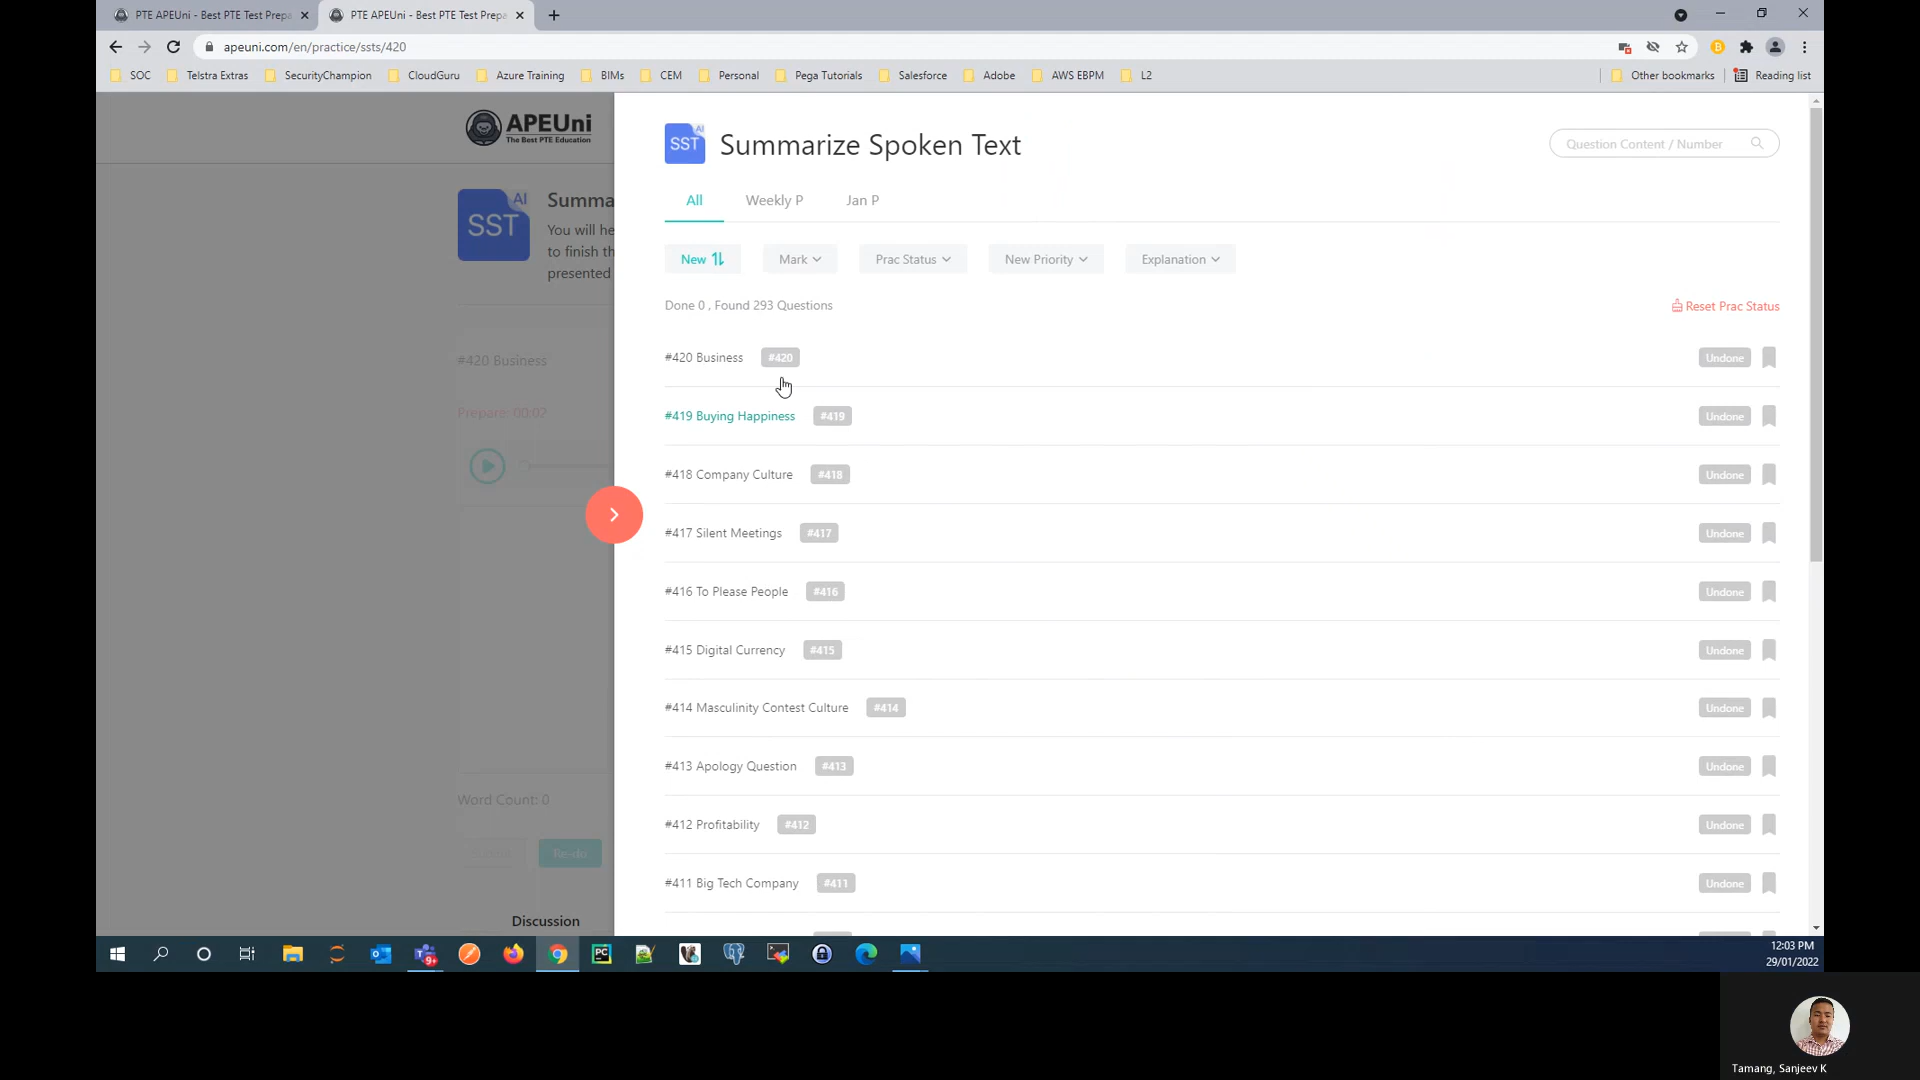 PTE APEUni - Best PTE Test Prepa
PTE APEUni - Best PTE Test Prepa
apeuni.com/en/practice/ssts/420
SOC
Telstra Extras
SecurityChampion
CloudGuru
Azure Training
BIMs
CEM
Personal
Pega Tutorials
Salesforce
Adobe
AWS EBPM
L2
Other bookmarks
Reading list
APEUni
The Best PTE Education
SST
AI
Summa
You will he
to finish th
presented
#420 Business
Prepare: 00:07
Word Count: 0
Re-do
Discussion
SST
AI
Summarize Spoken Text
Question Content / Number
All
Weekly P
Jan P
New
Mark
Prac Status
New Priority
Explanation
Done 0 , Found 293 Questions
Reset Prac Status
#420 Business #420 Undone
#419 Buying Happiness #419 Undone
#418 Company Culture #418 Undone
#417 Silent Meetings #417 Undone
#416 To Please People #416 Undone
#415 Digital Currency #415 Undone
#414 Masculinity Contest Culture #414 Undone
#413 Apology Question #413 Undone
#412 Profitability #412 Undone
#411 Big Tech Company #411 Undone
9+
PC
12:03 PM
29/01/2022
Tamang, Sanjeev K